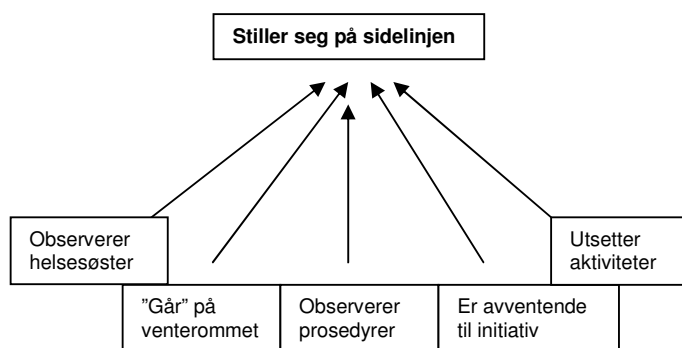 Stiller seg på sidelinjen
Observerer
helsesøster
Utsetter
aktiviteter
”Går” på
venterommet
Observerer
prosedyrer
Er avventende
til initiativ